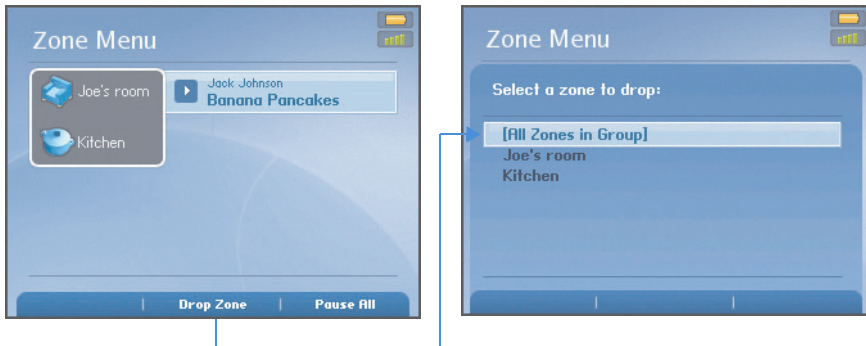 Zone Menu
Joe's room
Kitchen
Jack Johnson
Banana Pancakes
Drop Zone
Pause All
Zone Menu
Select a zone to drop:
[All Zones in Group]
Joe's room
Kitchen